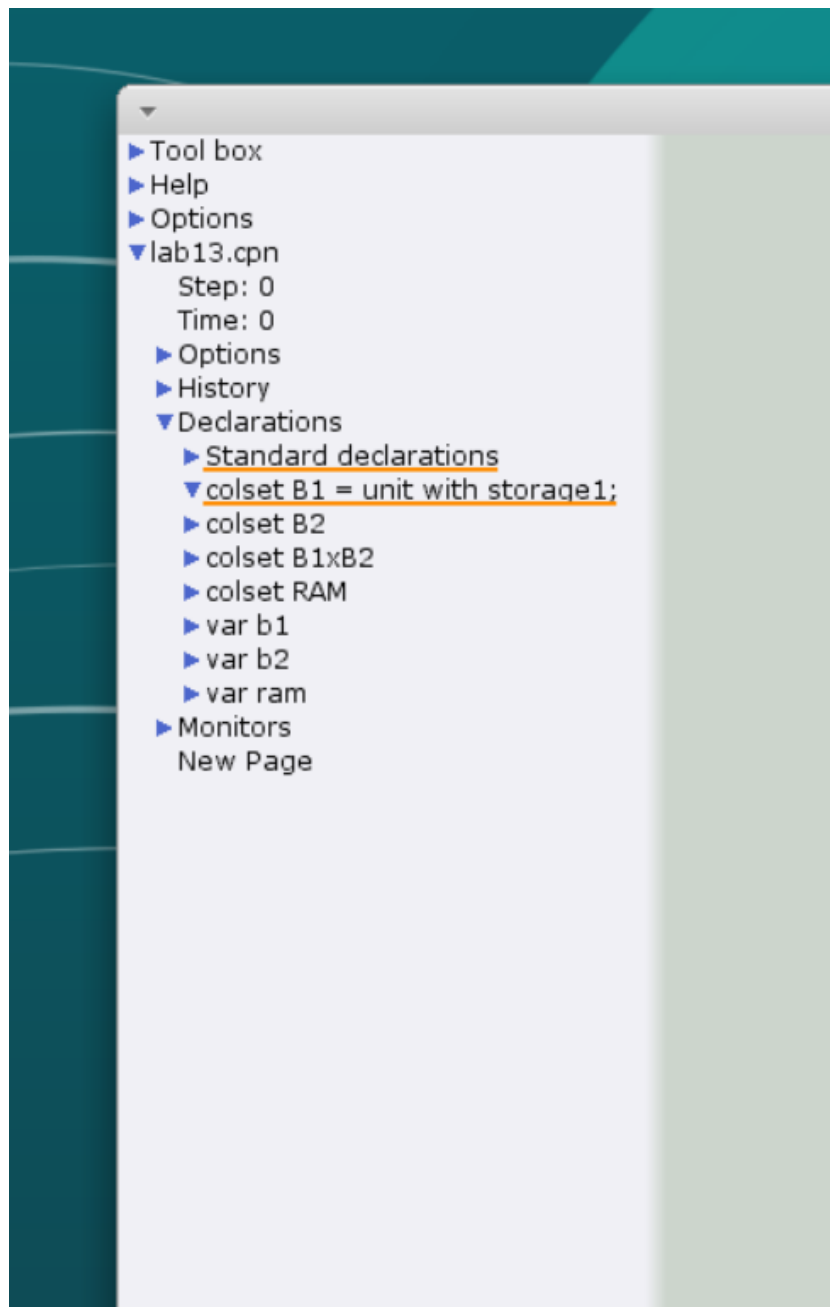 Tool box
Help
Options
lab13.cpn
Step: 0
Time: 0
Options
History
Declarations
Standard declarations
colset B1 = unit with storage1;
colset B2
colset B1xB2
colset RAM
var b1
var b2
var ram
Monitors
New Page